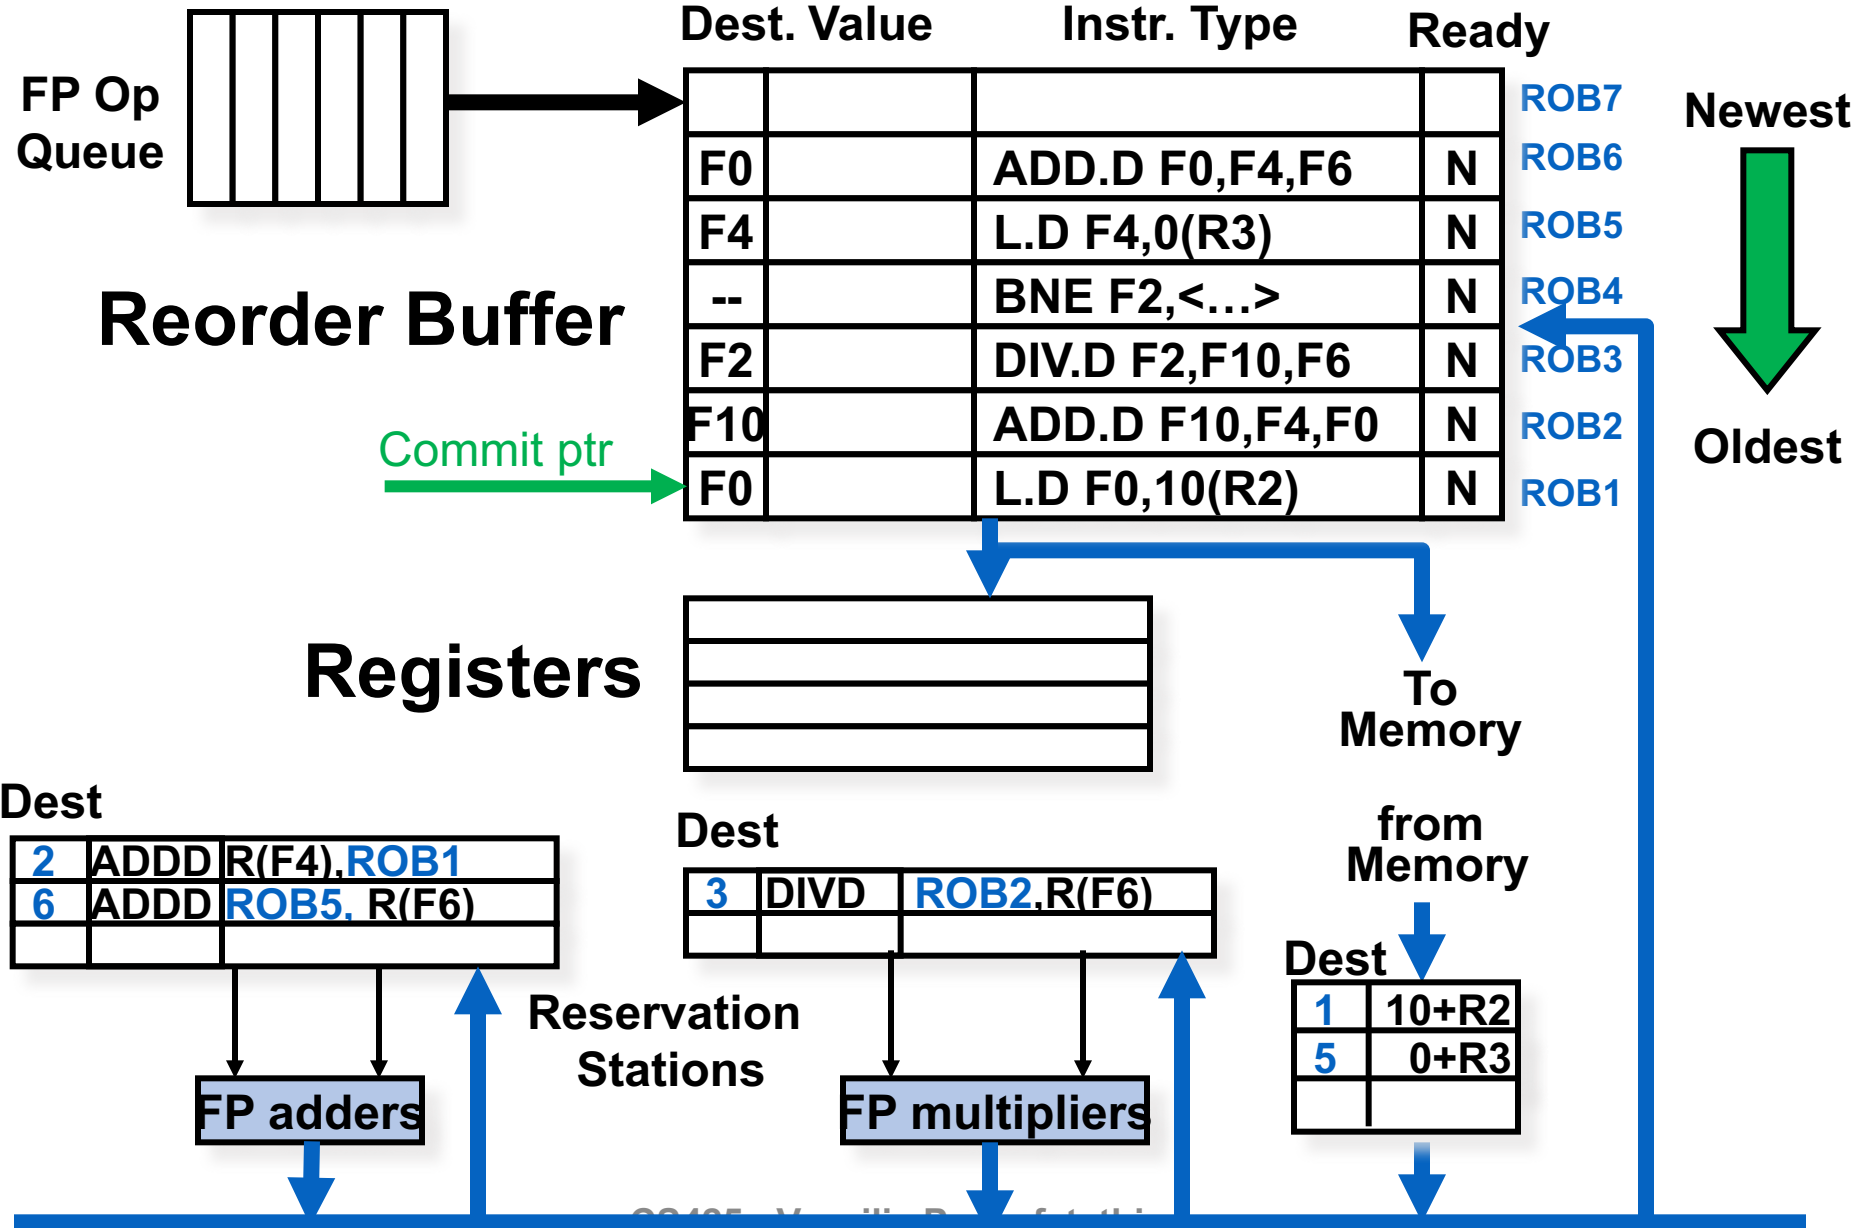 Dest. Value Instr. Type Ready
FP Op
Queue
ROB7
Newest
F0 ADD.D F0,F4,F6 N ROB6
F4 L.D F4,0(R3) N ROB5
Reorder Buffer
-- BNE F2,<...> N ROB4
F2 DIV.D F2,F10,F6 N ROB3
F10 ADD.D F10,F4,F0 N ROB2
Commit ptr
Oldest
F0 L.D F0,10(R2) N ROB1
Registers
To
Memory
Dest
2 ADDD R(F4),ROB1
6 ADDD ROB5, R(F6)
Dest
3 DIVD ROB2,R(F6)
from
Memory
Dest
1 10+R2
5 0+R3
Reservation
Stations
FP adders
FP multipliers